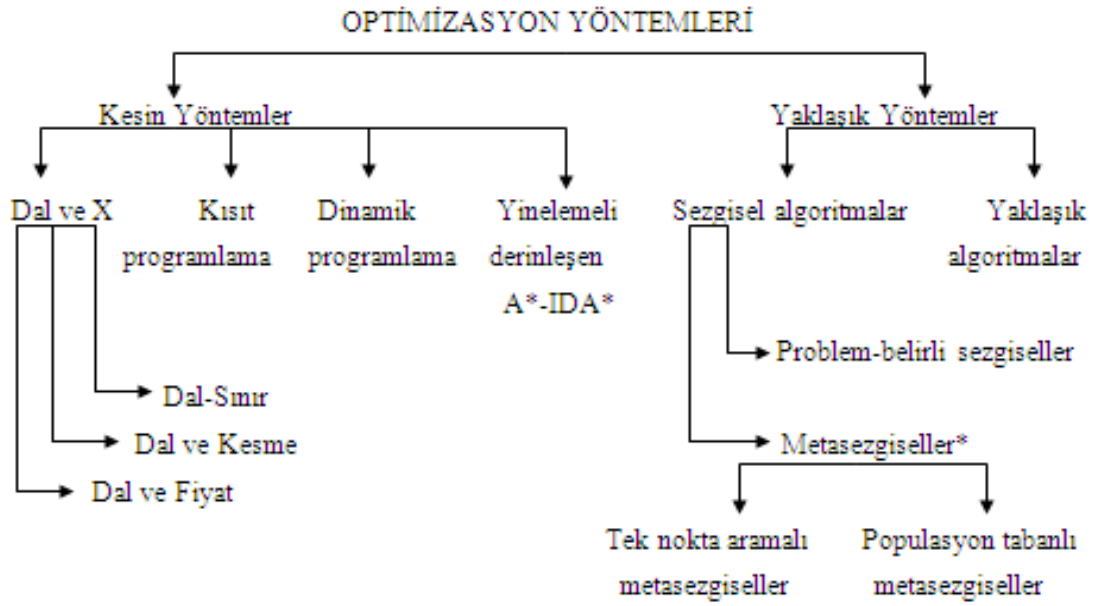 OPTİMİZASYON YÖNTEMLERİ
Kesin Yöntemler
Yaklaşık Yöntemler
Dal ve X
Kısıt
programlama
Dinamik
programlama
Yinelemeli
derinleşen
A*-IDA*
Sezgisel algoritmalar
Yaklaşık
algoritmalar
Problem-belirli sezgiseller
Dal-Sınır
Dal ve Kesme
Metasezgiseller*
Dal ve Fiyat
Tek nokta aramalı
metasezgiseller
Populasyon tabanlı
metasezgiseller